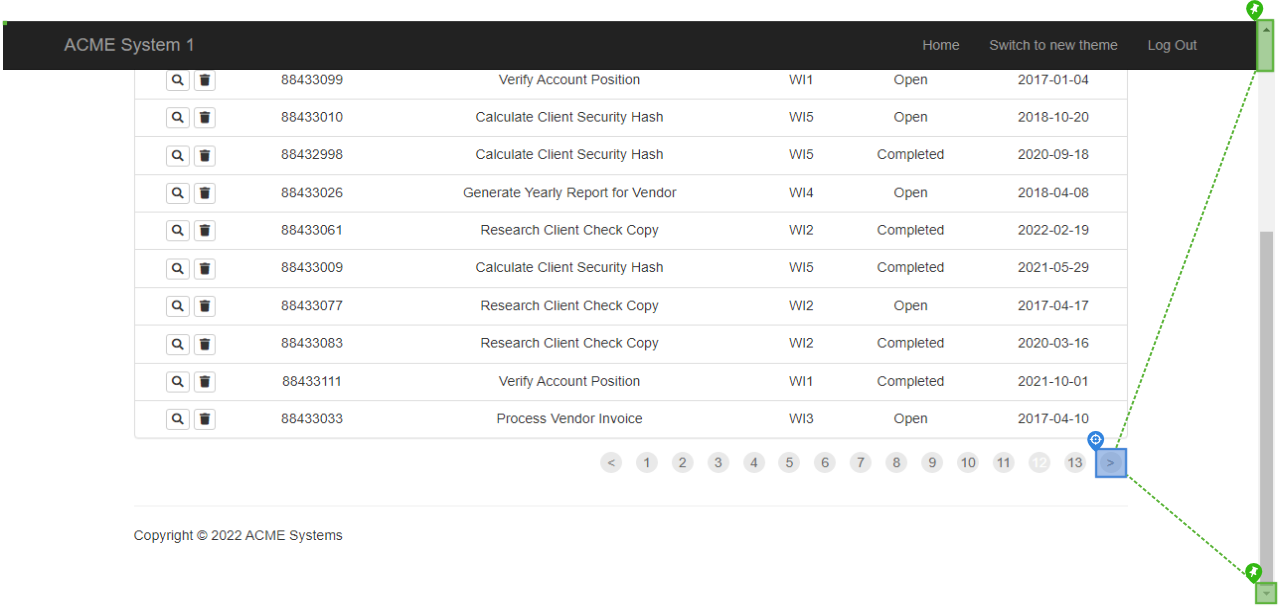 ACME System 1 Home Switch to new theme Log Out
88433099 Verify Account Position WI1 Open 2017-01-04
88433010 Calculate Client Security Hash WI5 Open 2018-10-20
88432998 Calculate Client Security Hash WI5 Completed 2020-09-18
88433026 Generate Yearly Report for Vendor WI4 Open 2018-04-08
88433061 Research Client Check Copy WI2 Completed 2022-02-19
88433009 Calculate Client Security Hash WI5 Completed 2021-05-29
88433077 Research Client Check Copy WI2 Open 2017-04-17
88433083 Research Client Check Copy WI2 Completed 2020-03-16
88433111 Verify Account Position WI1 Completed 2021-10-01
88433033 Process Vendor Invoice WI3 Open 2017-04-10
< 1 2 3 4 5 6 7 8 9 10 11 12 13 >
Copyright © 2022 ACME Systems